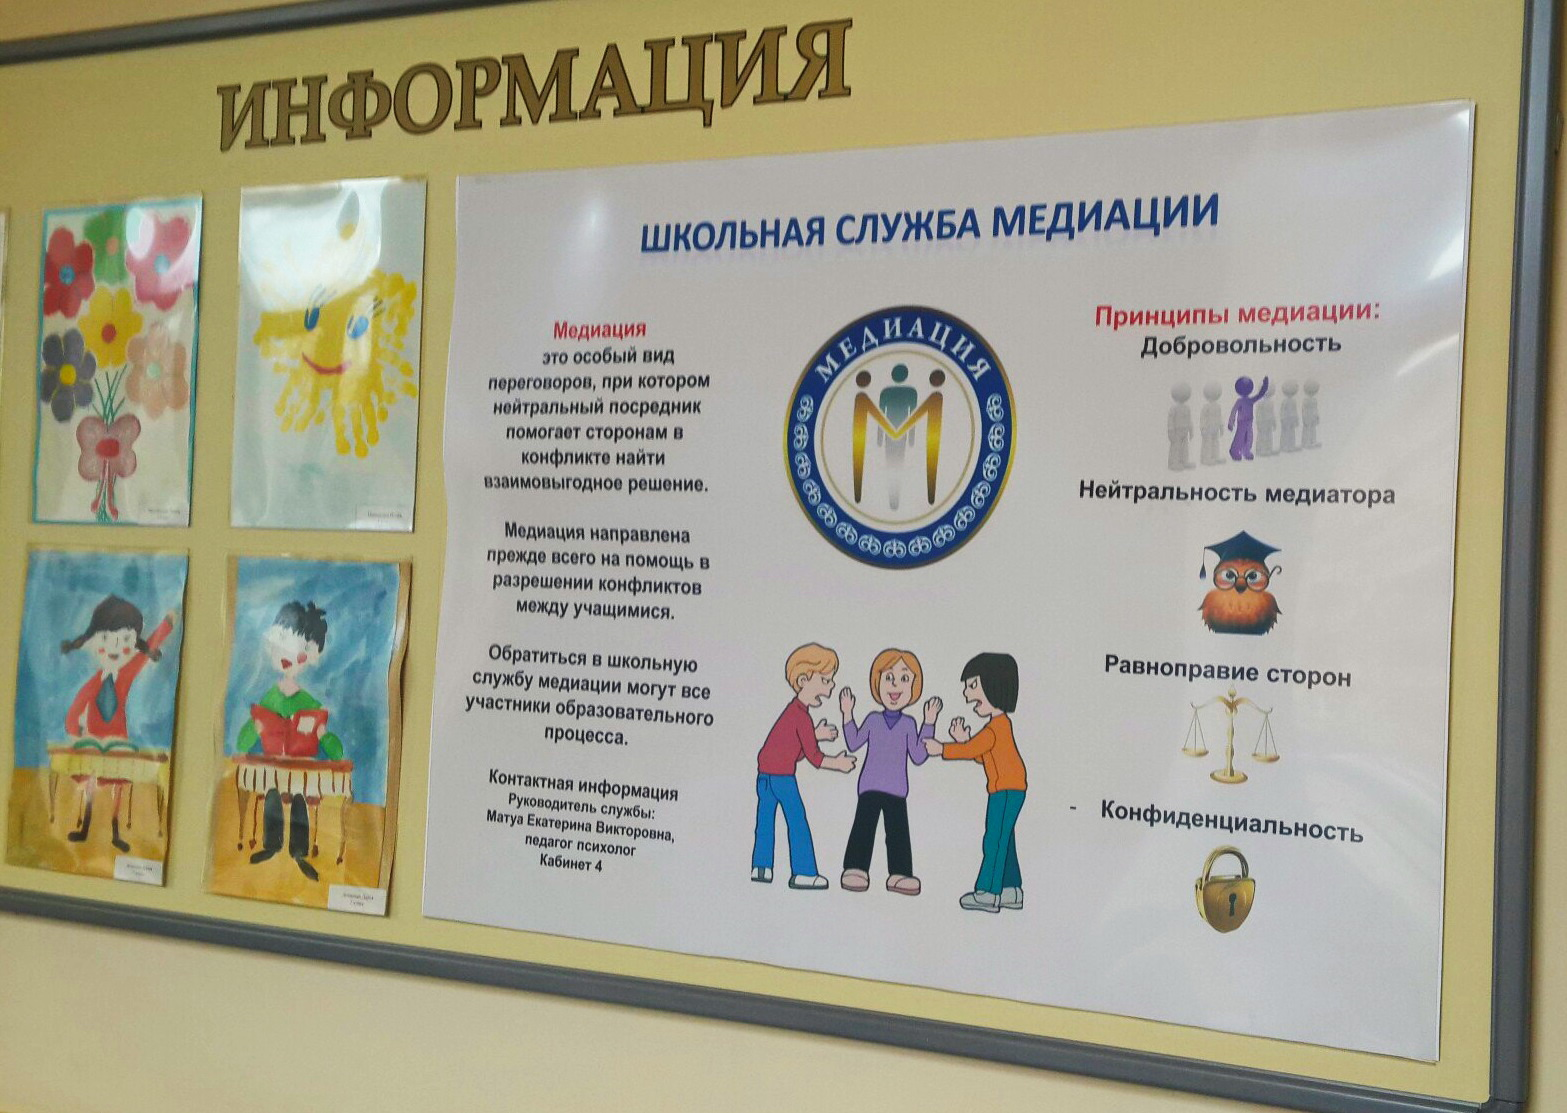 ИНФОРМАЦИЯ
ШКОЛЬНАЯ СЛУЖБА МЕДИАЦИИ
Медиация
это особый вид
переговоров, при котором
нейтральный посредник
помогает сторонам в
конфликте найти
взаимовыгодное решение.
Медиация направлена
прежде всего на помощь в
разрешении конфликтов
между учащимися.
Обратиться в школьную
службу медиации могут все
участники образовательного
процесса.
Контактная информация
Руководитель службы:
Матуа Екатерина Викторовна,
педагог психолог
Кабинет 4
МЕДИАЦИЯ
Принципы медиации:
Добровольность
Нейтральность медиатора
Равноправие сторон
- Конфиденциальность